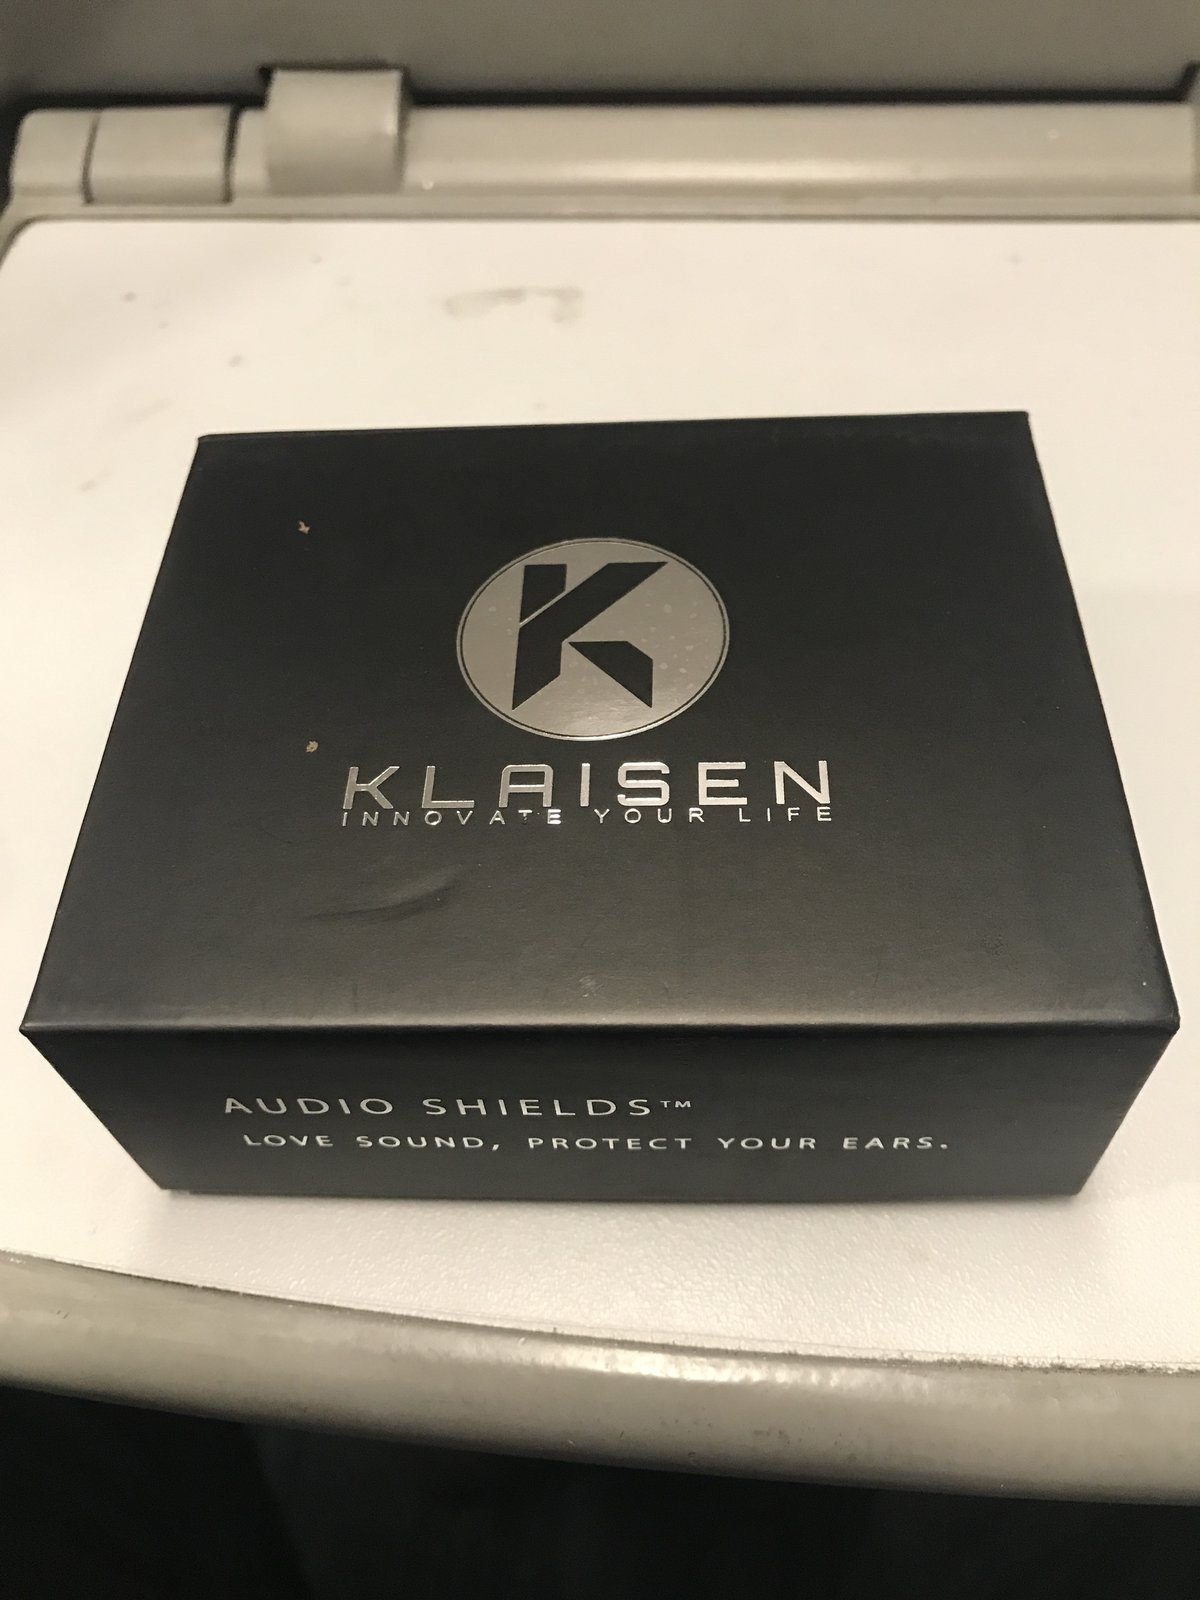 K
KLAISEN
INNOVATE YOUR LIFE
AUDIO SHIELDS™
LOVE SOUND, PROTECT YOUR EARS.